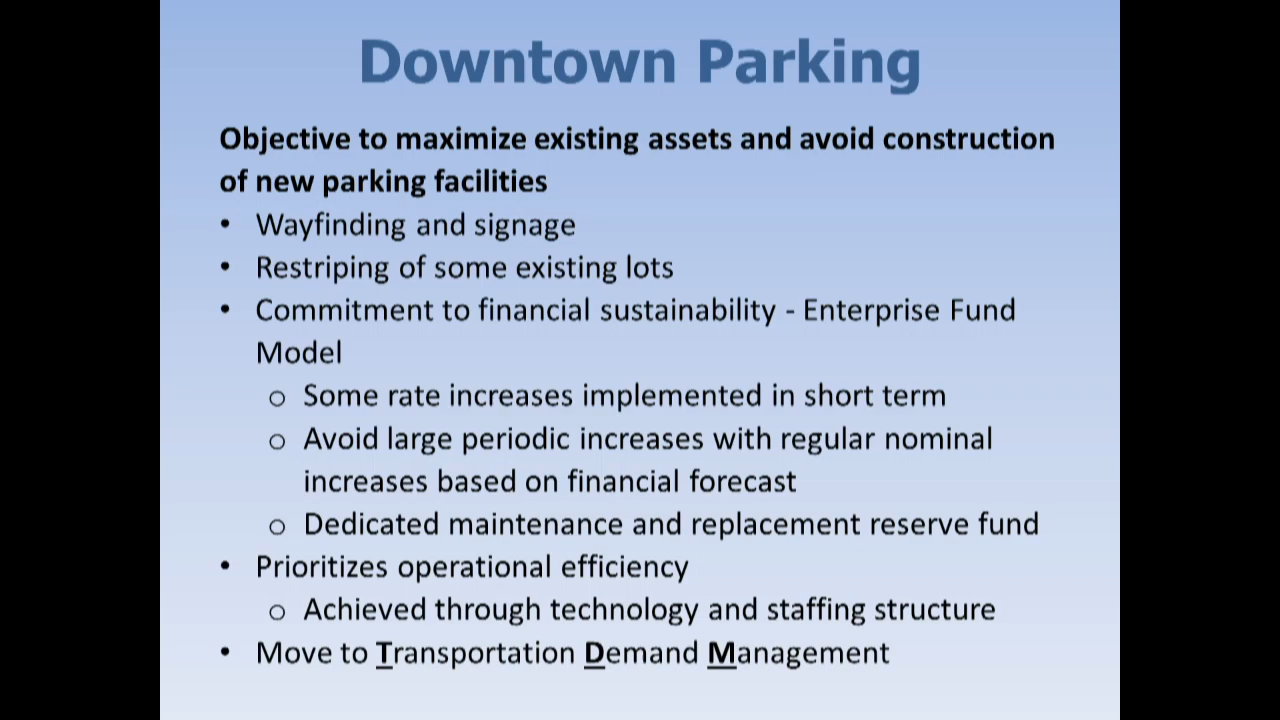 Downtown Parking
Objective to maximize existing assets and avoid construction
of new parking facilities
• Wayfinding and signage
• Restriping of some existing lots
• Commitment to financial sustainability - Enterprise Fund
Model
o Some rate increases implemented in short term
o Avoid large periodic increases with regular nominal
increases based on financial forecast
o Dedicated maintenance and replacement reserve fund
• Prioritizes operational efficiency
o Achieved through technology and staffing structure
• Move to Transportation Demand Management